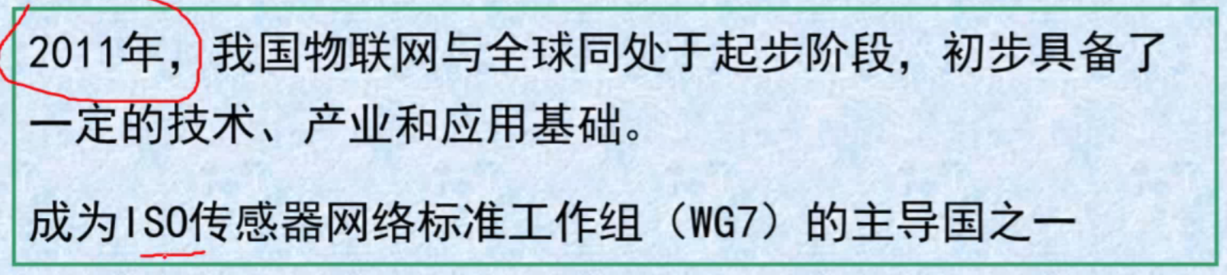 2011年，我国物联网与全球同处于起步阶段，初步具备了
一定的技术、产业和应用基础。
成为ISO传感器网络标准工作组（WG7）的主导国之一